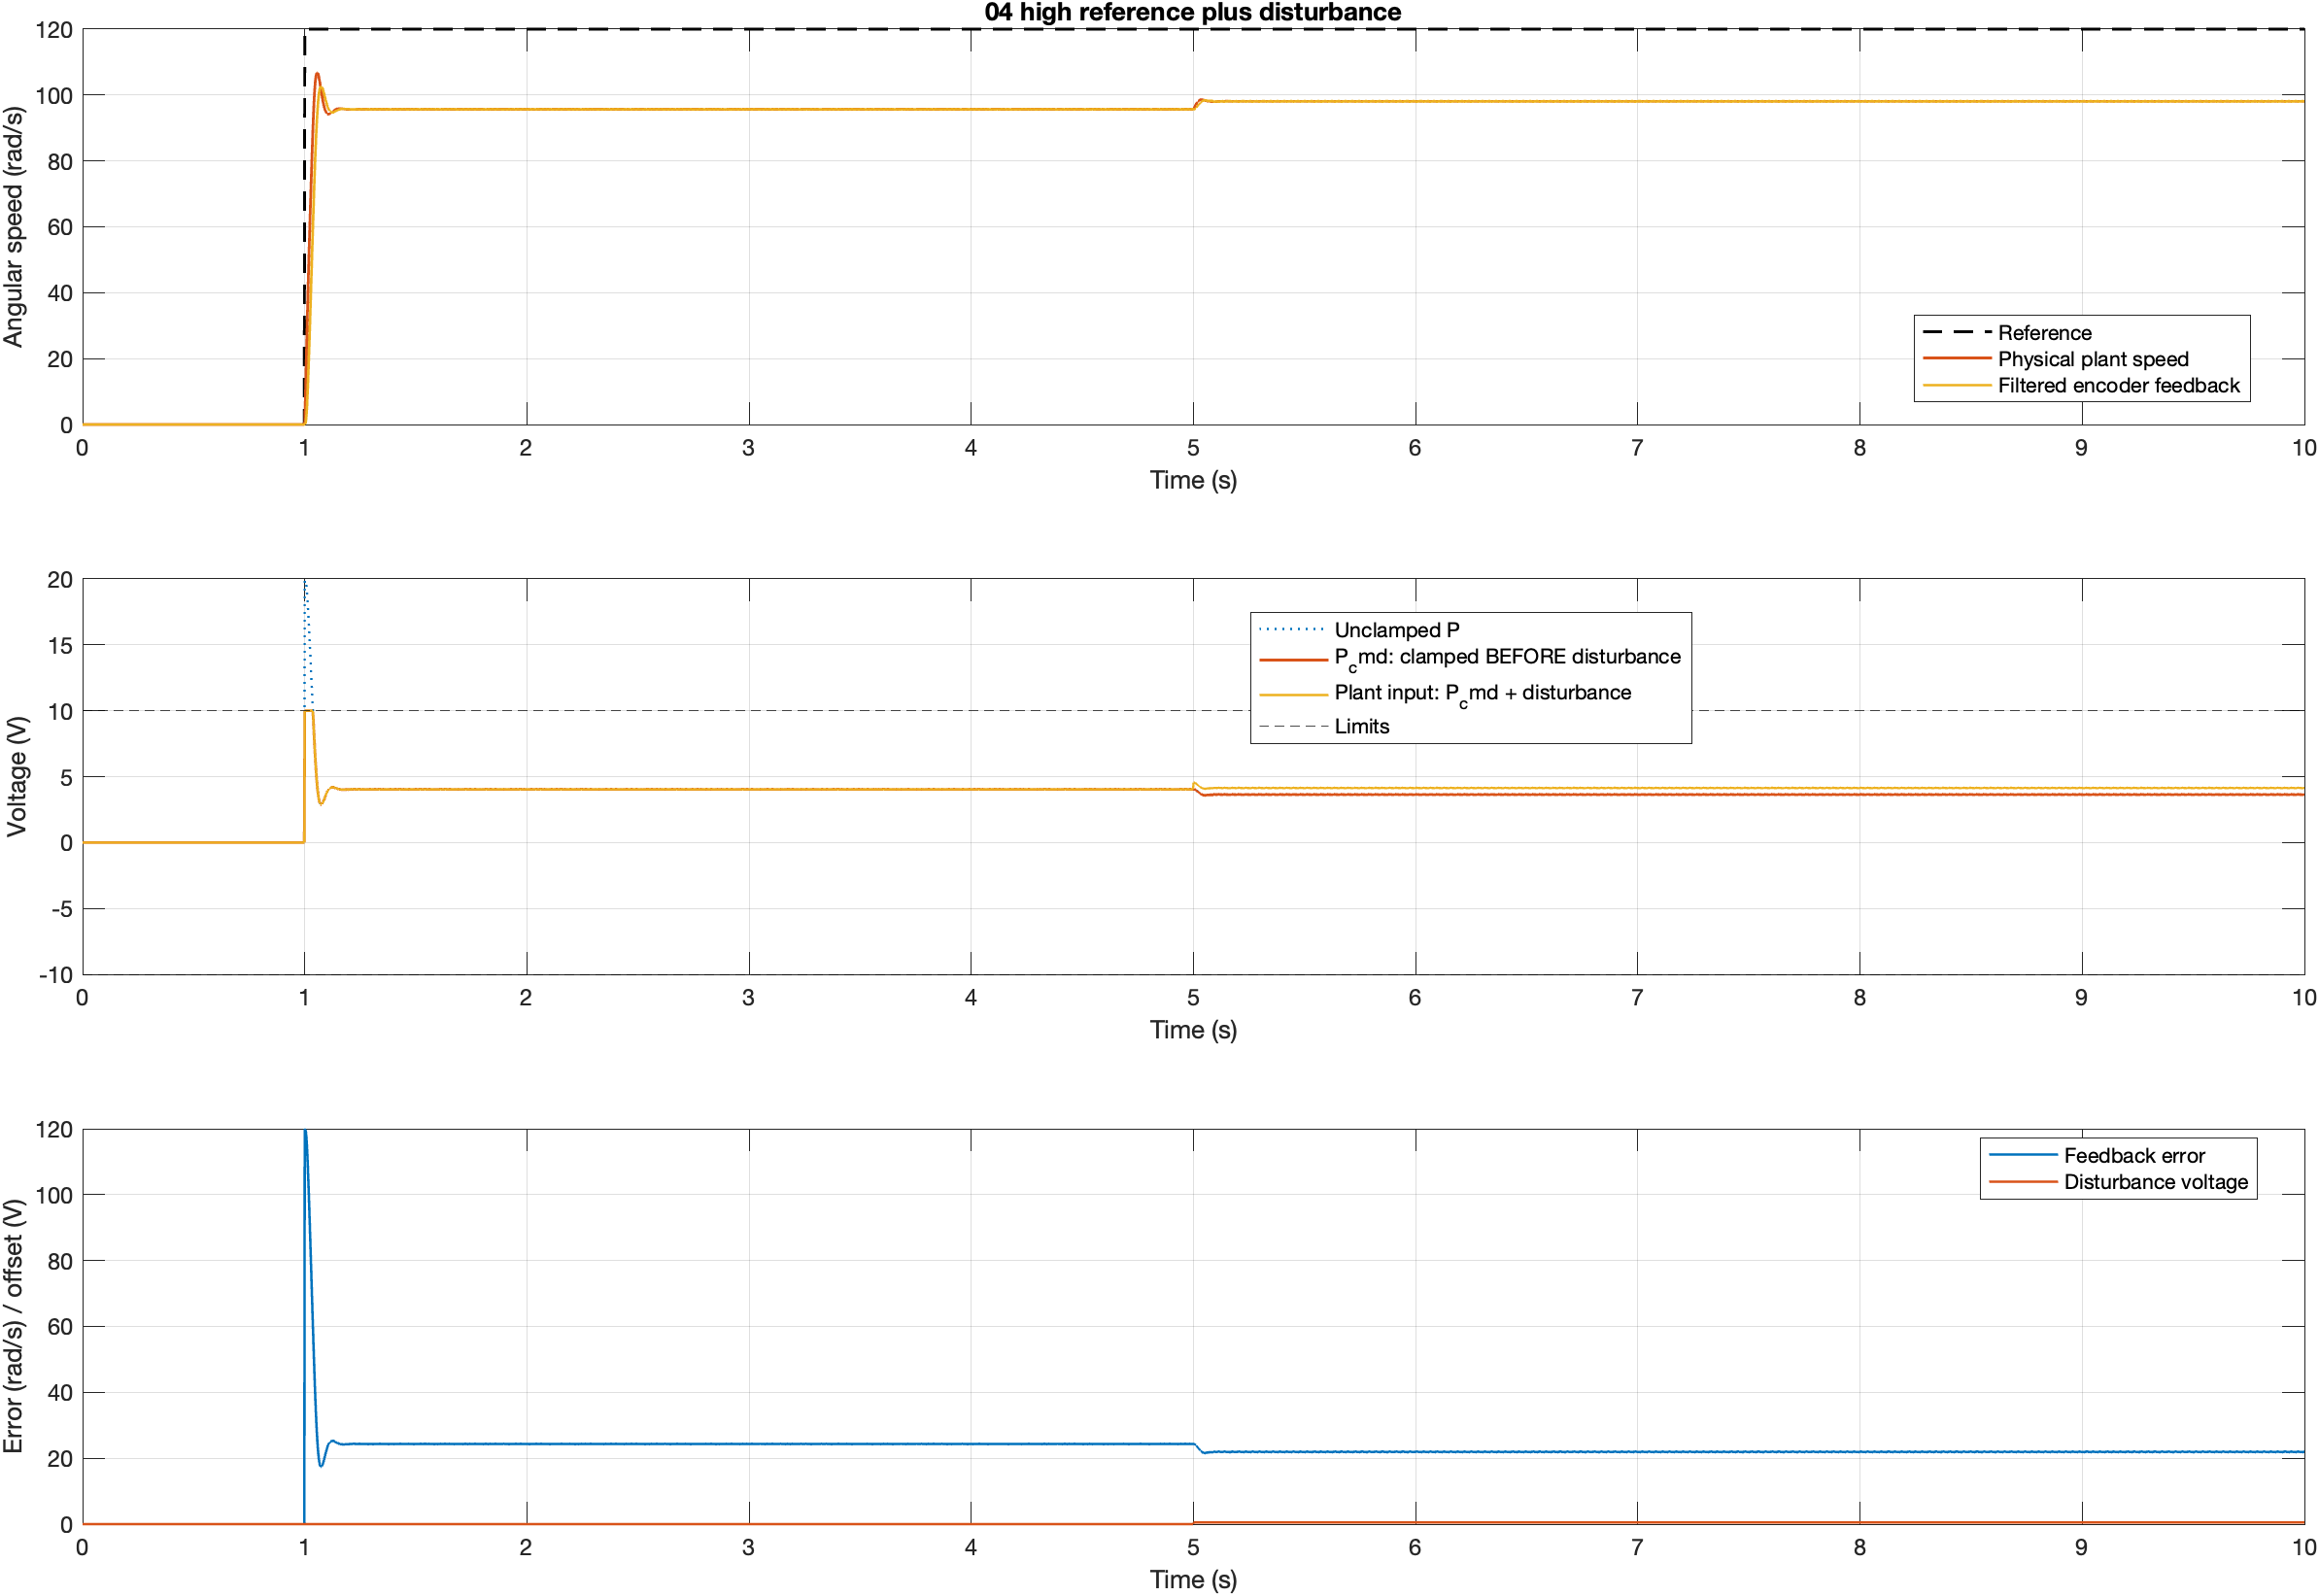 04 high reference plus disturbance
Angular speed (rad/s)
120
100
80
60
40
20
0
Reference
Physical plant speed
Filtered encoder feedback
0 1 2 3 4 5 6 7 8 9 10
Time (s)
Voltage (V)
20
15
10
5
0
-5
-10
Unclamped P
P_cmd: clamped BEFORE disturbance
Plant input: P_cmd + disturbance
Limits
0 1 2 3 4 5 6 7 8 9 10
Time (s)
Error (rad/s) / offset (V)
120
100
80
60
40
20
0
Feedback error
Disturbance voltage
0 1 2 3 4 5 6 7 8 9 10
Time (s)